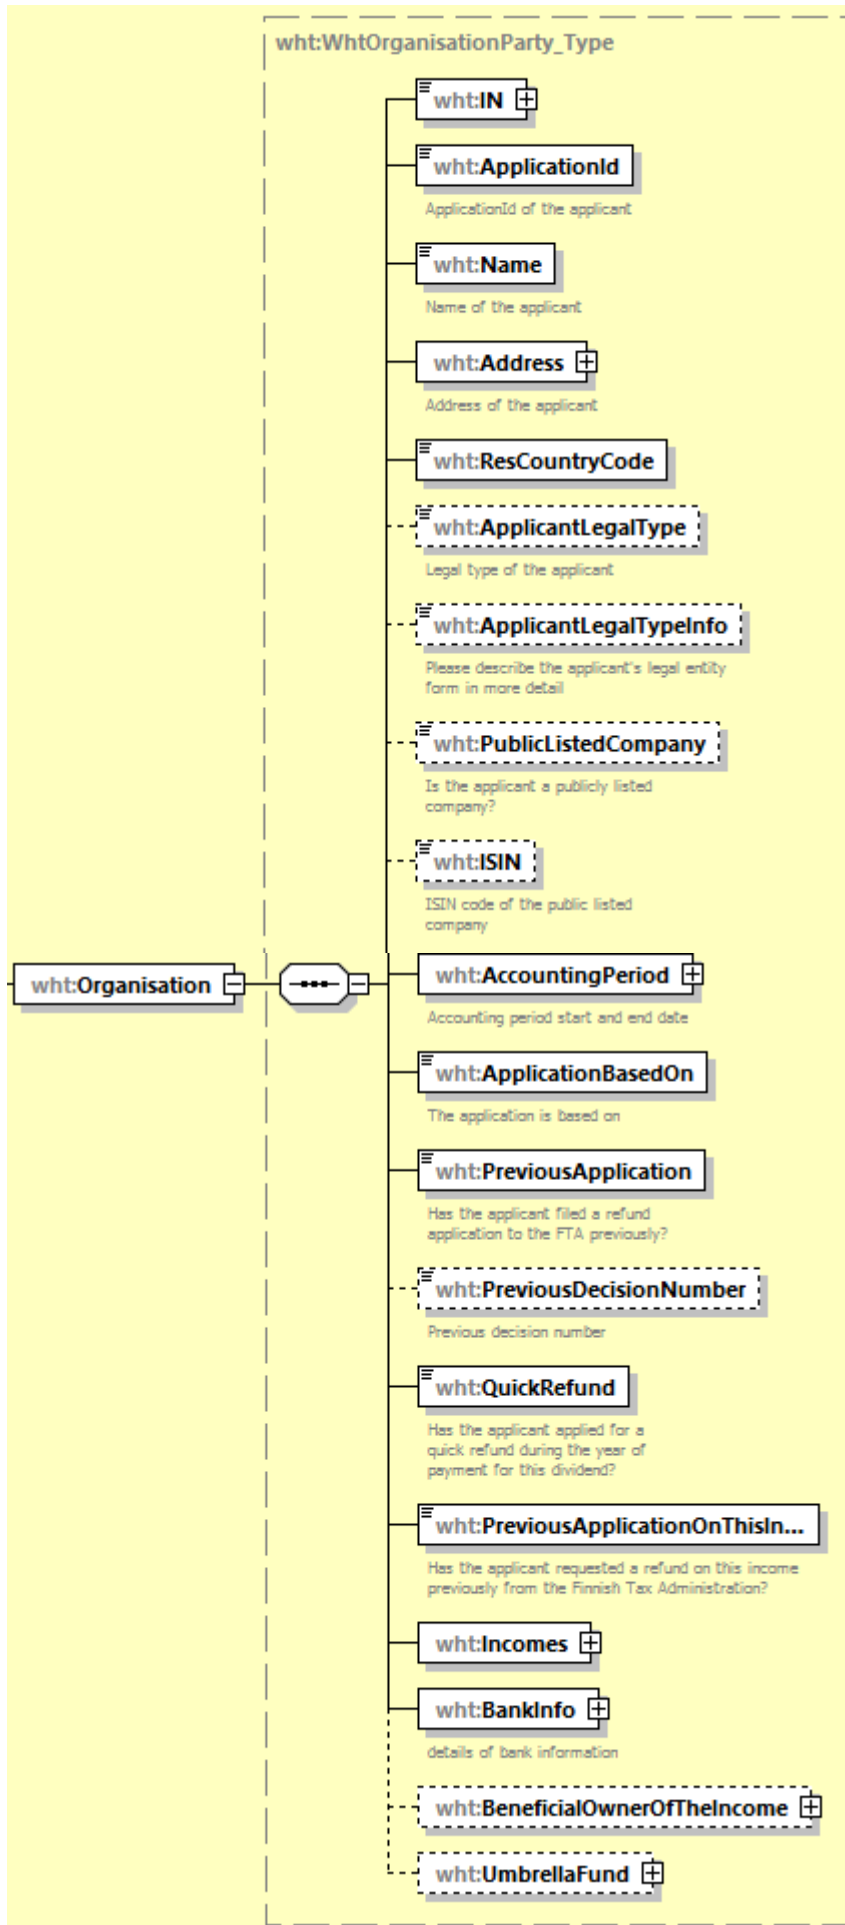 wht:WhtOrganisationParty_Type
wht:IN
wht:ApplicationId
ApplicationId of the applicant
wht:Name
Name of the applicant
wht:Address
Address of the applicant
wht:ResCountryCode
wht:ApplicantLegalType
Legal type of the applicant
wht:ApplicantLegalTypeInfo
Please describe the applicant's legal entity
form in more detail
wht:PublicListedCompany
Is the applicant a publicly listed
company?
wht:ISIN
ISIN code of the public listed
company
wht:Organisation
wht:AccountingPeriod
Accounting period start and end date
wht:ApplicationBasedOn
The application is based on
wht:PreviousApplication
Has the applicant filed a refund
application to the FTA previously?
wht:PreviousDecisionNumber
Previous decision number
wht:QuickRefund
Has the applicant applied for a
quick refund during the year of
payment for this dividend?
wht:PreviousApplicationOnThisIn...
Has the applicant requested a refund on this income
previously from the Finnish Tax Administration?
wht:Incomes
wht:BankInfo
details of bank information
wht:BeneficialOwnerOfTheIncome
wht:UmbrellaFund